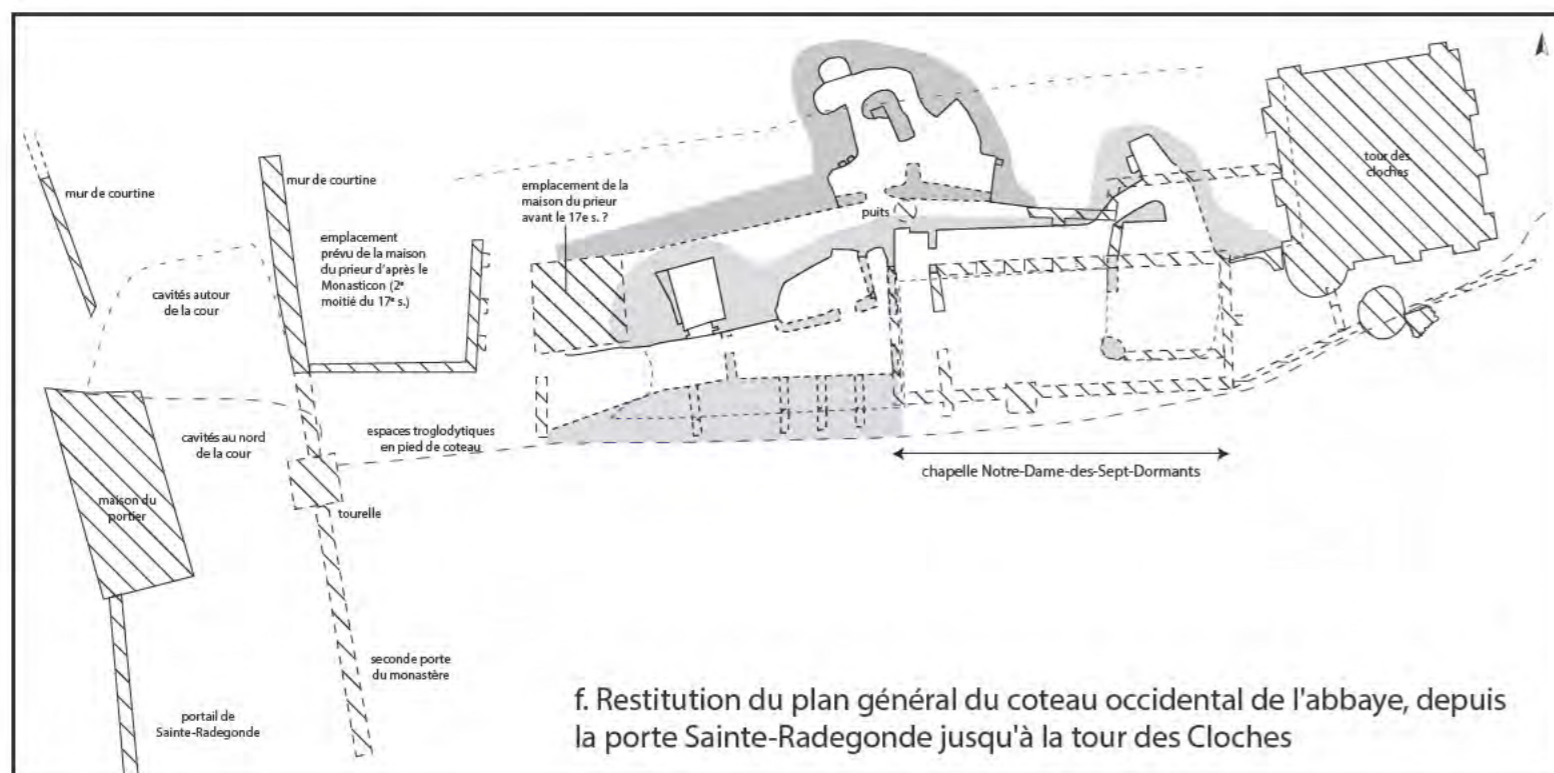 mur de courtine
mur de courtine
emplacement
prévu de la maison
du prieur d'après le
Monasticon (2e
moitié du 17e s.)
emplacement de la
maison du prieur
avant le 17e s. ?
puits
tour des
cloches
cavités autour
de la cour
cavités au nord
de la cour
espaces troglodytiques
en pied de coteau
chapelle Notre-Dame-des-Sept-Dormants
maison du
portier
tourelle
seconde porte
du monastère
portail de
Sainte-Radegonde
f. Restitution du plan général du coteau occidental de l'abbaye, depuis
la porte Sainte-Radegonde jusqu'à la tour des Cloches